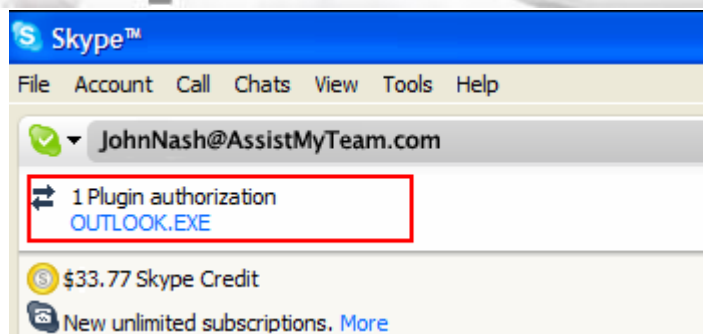 Skype™
File Account Call Chats View Tools Help
JohnNash@AssistMyTeam.com
1 Plugin authorization
OUTLOOK.EXE
$33.77 Skype Credit
New unlimited subscriptions. More